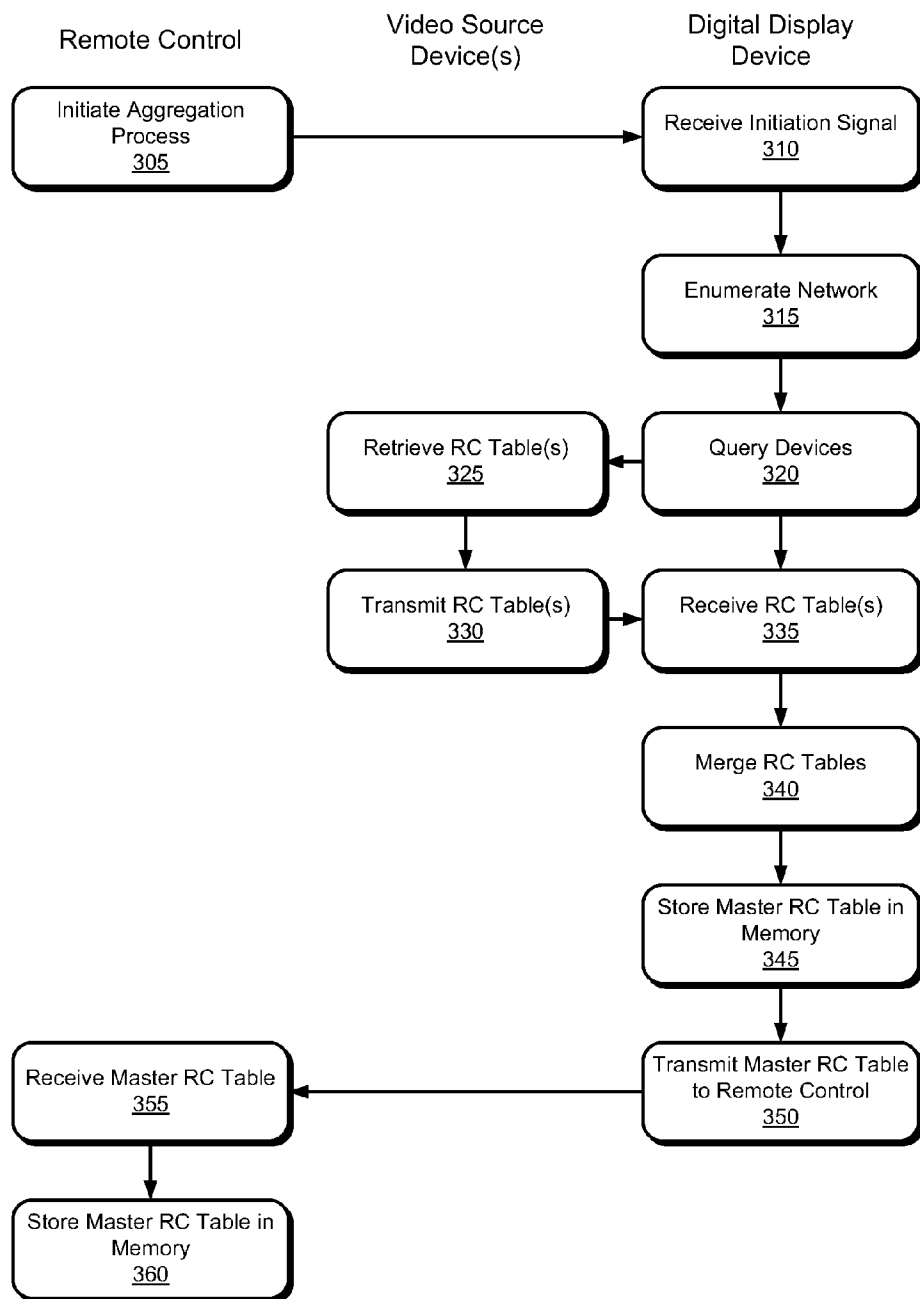 Remote Control
Video Source
Device(s)
Digital Display
Device
Initiate Aggregation
Process
305
Receive Initiation Signal
310
Enumerate Network
315
Retrieve RC Table(s)
325
Query Devices
320
Transmit RC Table(s)
330
Receive RC Table(s)
335
Merge RC Tables
340
Store Master RC Table in
Memory
345
Receive Master RC Table
355
Transmit Master RC Table
to Remote Control
350
Store Master RC Table in
Memory
360